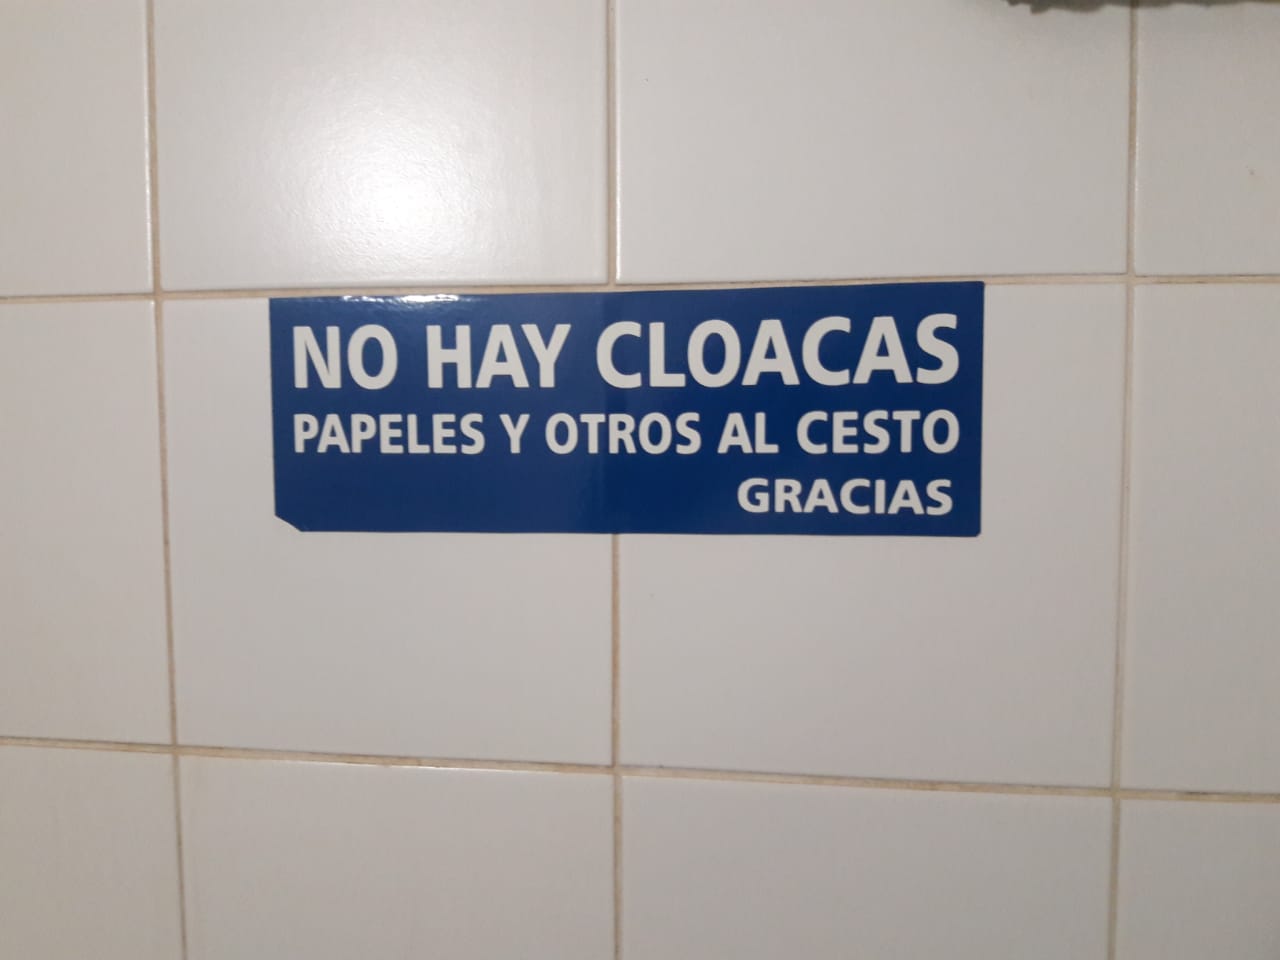 NO HAY CLOACAS
PAPELES Y OTROS AL CESTO
GRACIAS